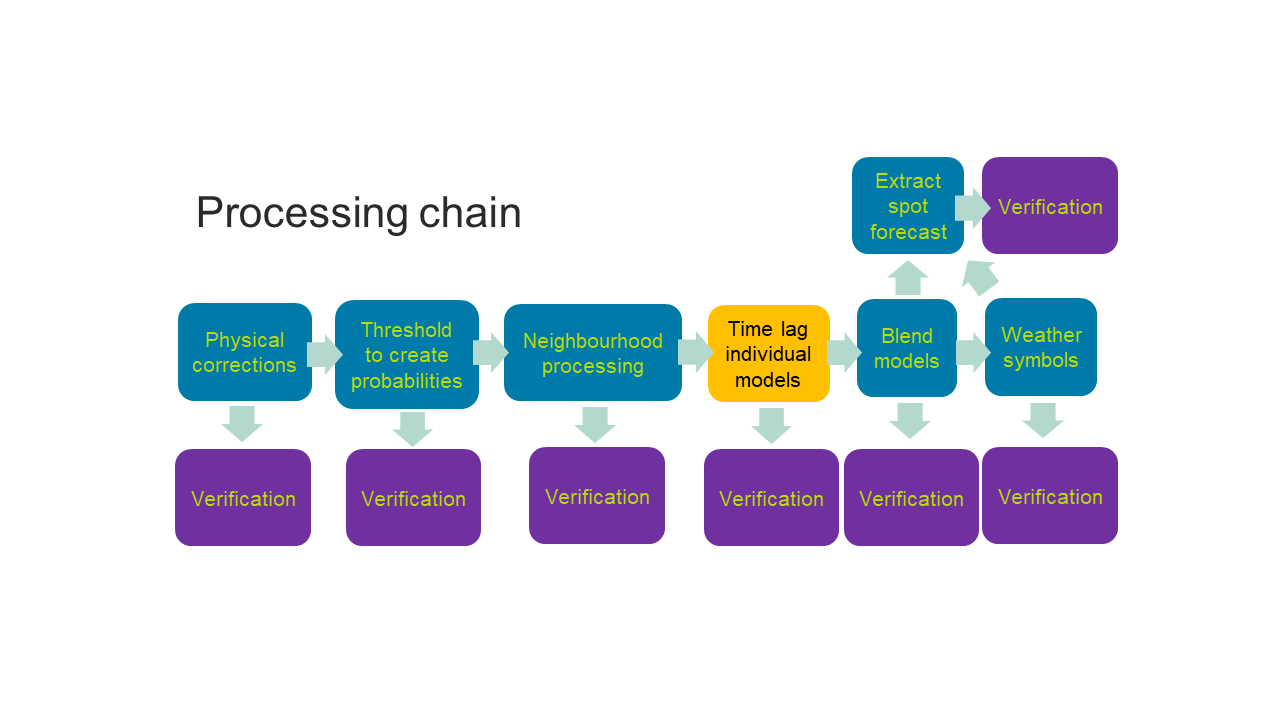 Processing chain
Extract
spot
forecast
Verification
Physical
corrections
Threshold
to create
probabilities
Neighbourhood
processing
Time lag
individual
models
Blend
models
Weather
symbols
Verification
Verification
Verification
Verification
Verification
Verification